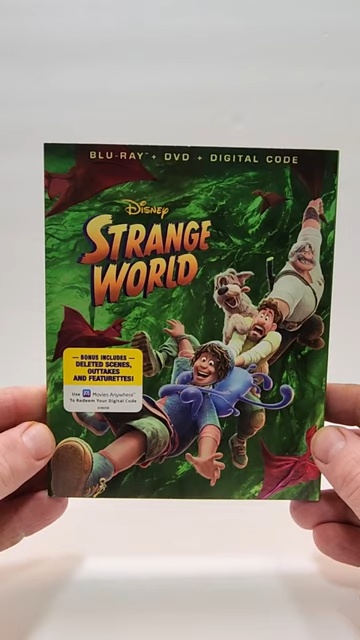 BLU-RAY™ + DVD + DIGITAL CODE
Disney
STRANGE
WORLD
— BONUS INCLUDES —
DELETED SCENES,
OUTTAKES
AND FEATURETTES!
Use Movies Anywhere™
To Redeem Your Digital Code